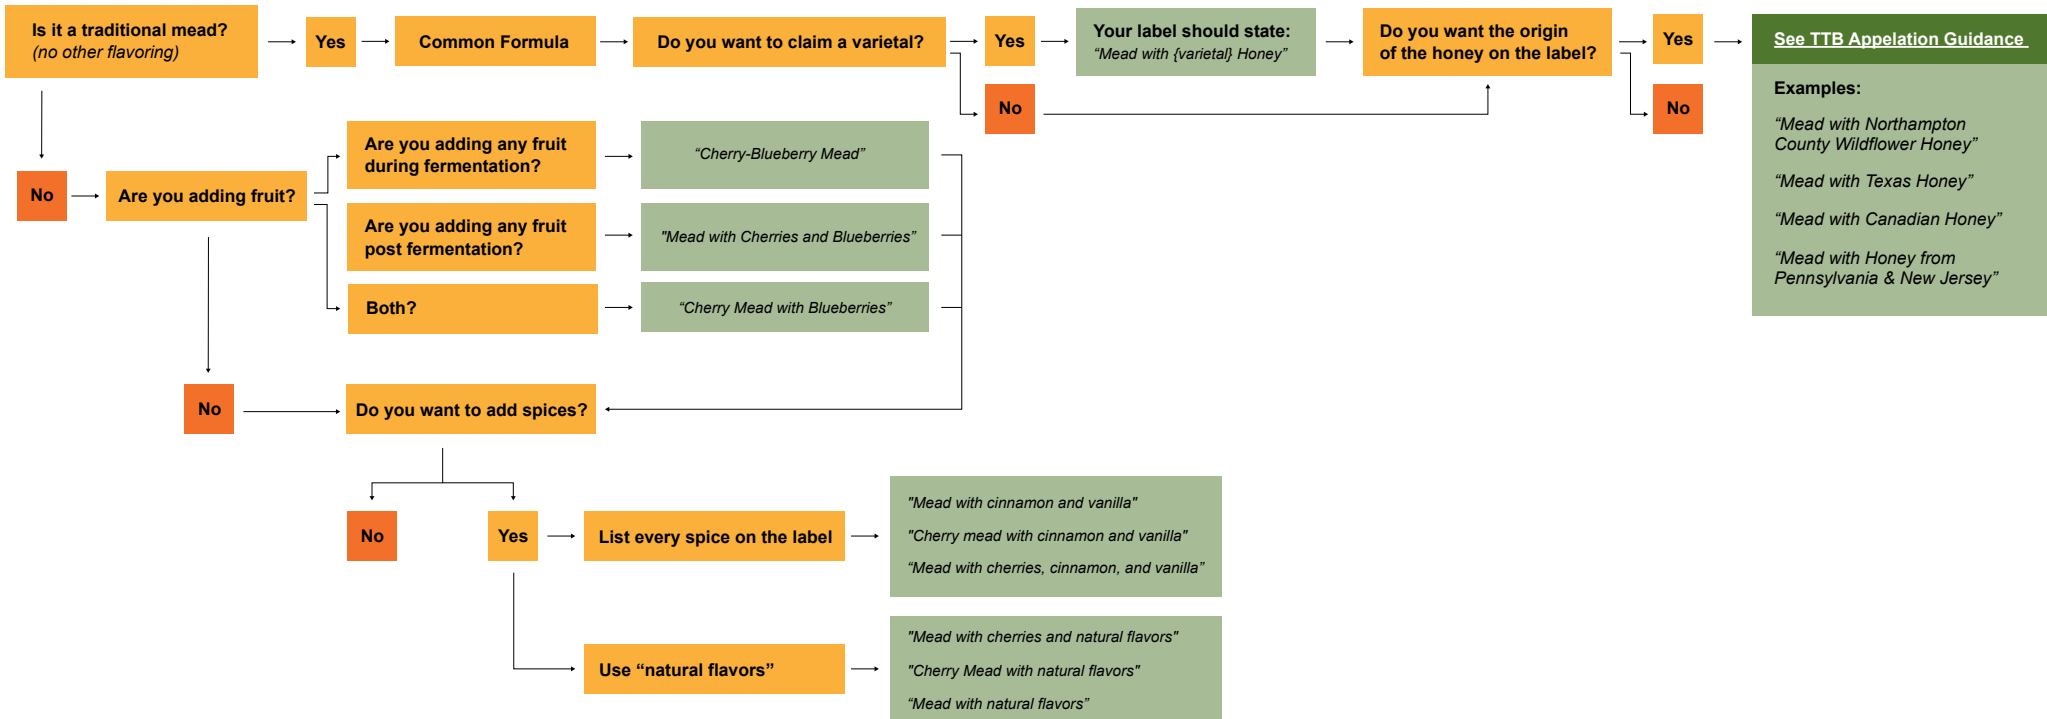 Is it a traditional mead?
(no other flavoring)
Yes
Common Formula
Do you want to claim a varietal?
Yes
Your label should state:
“Mead with {varietal} Honey”
Do you want the origin
of the honey on the label?
Yes
See TTB Appelation Guidance
No
No
Examples:
“Mead with Northampton
County Wildflower Honey”
“Mead with Texas Honey”
“Mead with Canadian Honey”
“Mead with Honey from
Pennsylvania & New Jersey”
No
Are you adding fruit?
Are you adding any fruit
during fermentation?
“Cherry-Blueberry Mead”
Are you adding any fruit
post fermentation?
"Mead with Cherries and Blueberries”
Both?
“Cherry Mead with Blueberries”
No
Do you want to add spices?
No
Yes
List every spice on the label
"Mead with cinnamon and vanilla"
"Cherry mead with cinnamon and vanilla"
“Mead with cherries, cinnamon, and vanilla”
Use “natural flavors”
"Mead with cherries and natural flavors"
"Cherry Mead with natural flavors"
“Mead with natural flavors”